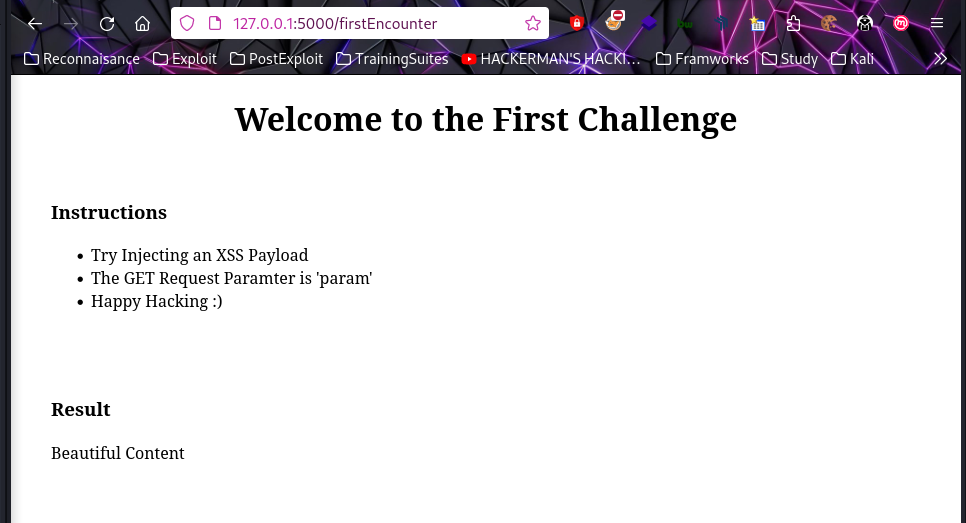 127.0.0.1:5000/firstEncounter
Reconnaisance Exploit PostExploit TrainingSuites HACKERMAN'S HACKI... Framworks Study Kali
Welcome to the First Challenge
Instructions
• Try Injecting an XSS Payload
• The GET Request Paramter is 'param'
• Happy Hacking :)
Result
Beautiful Content